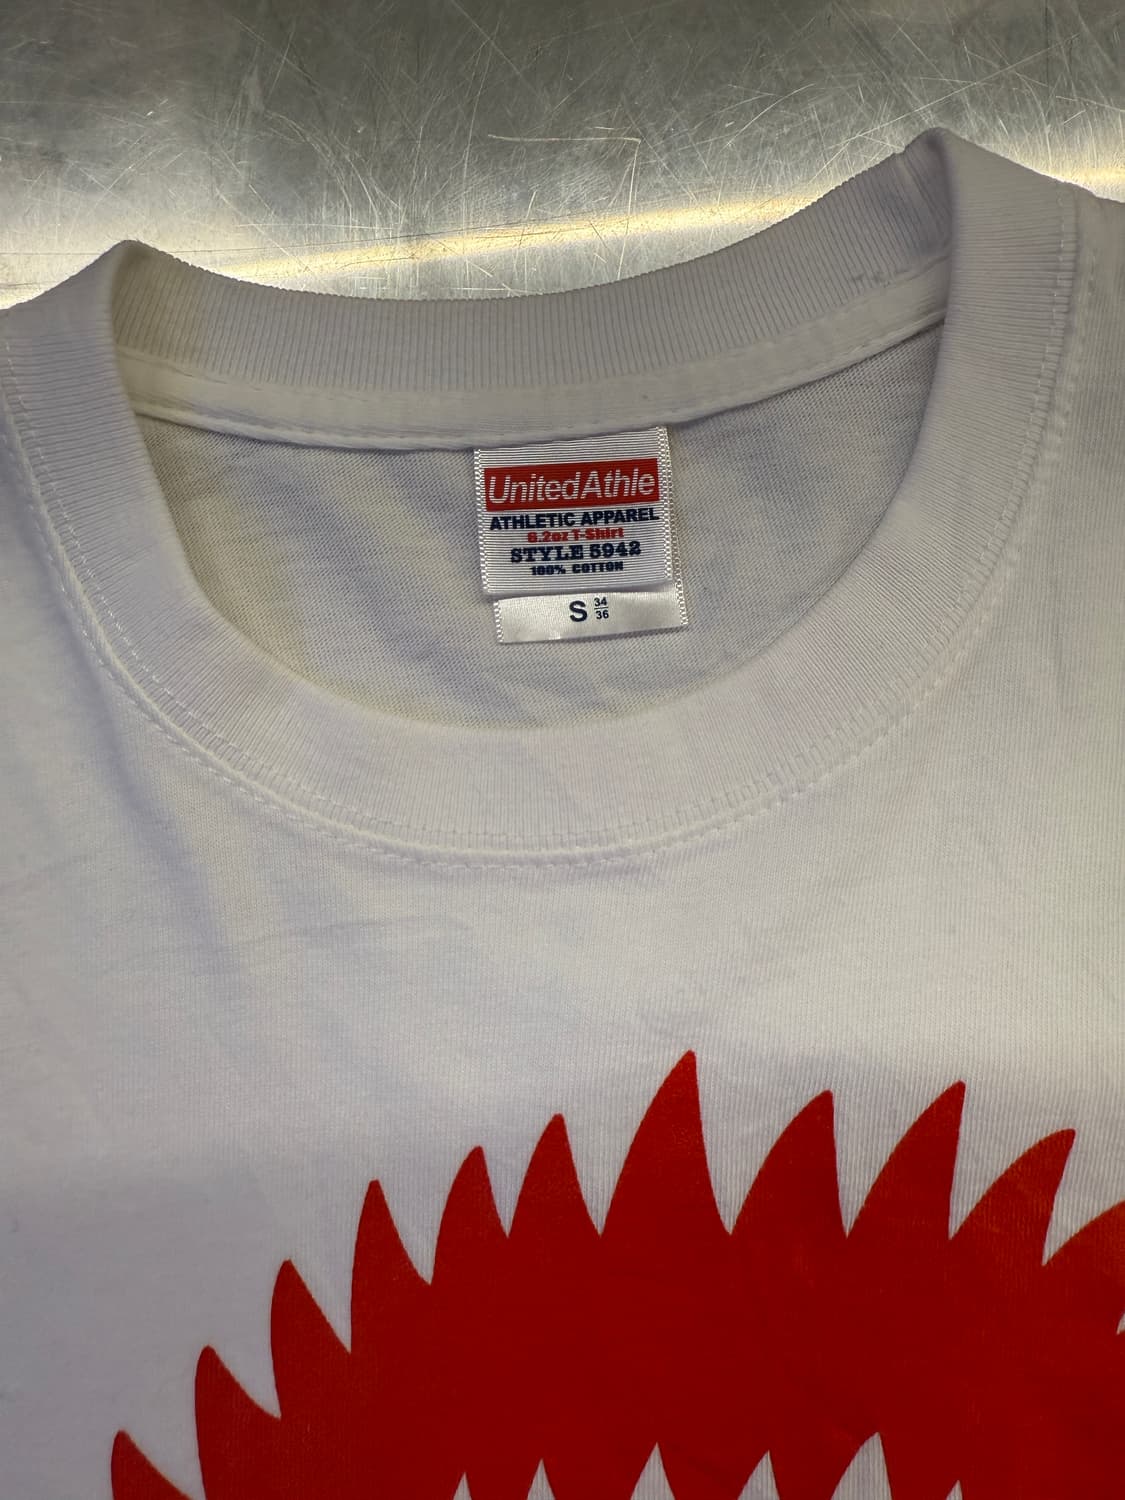 UnitedAthle
ATHLETIC APPAREL
6.2oz T-Shirt
STYLE 5942
100% COTTON
S 34
36